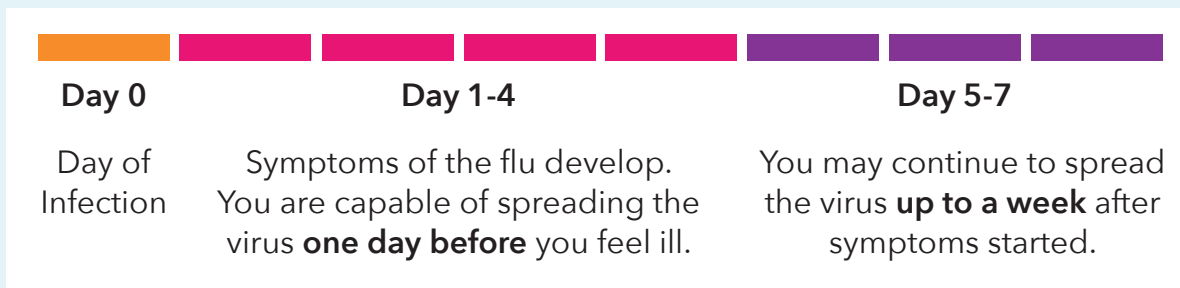 Day 0
Day of
Infection
Day 1-4
Symptoms of the flu develop.
You are capable of spreading the
virus one day before you feel ill.
Day 5-7
You may continue to spread
the virus up to a week after
symptoms started.